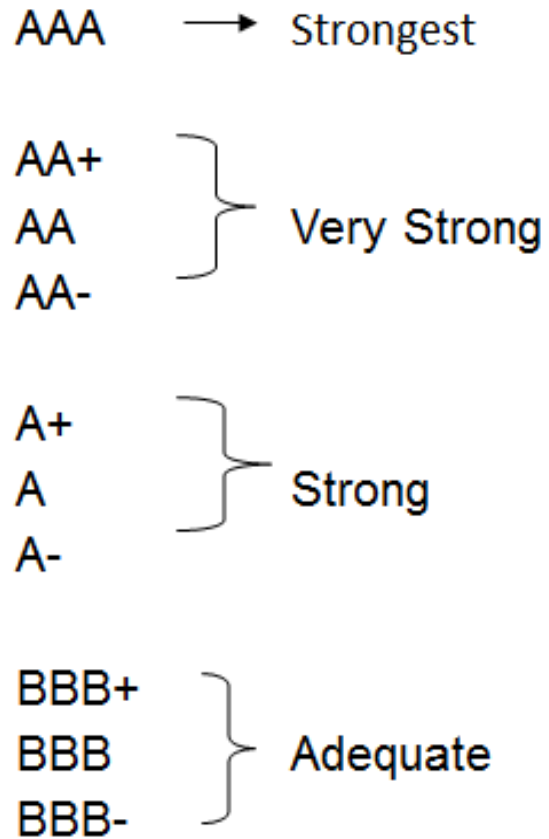 AAA → Strongest
AA+
AA Very Strong
AA-
A+
A Strong
A-
BBB+
BBB Adequate
BBB-